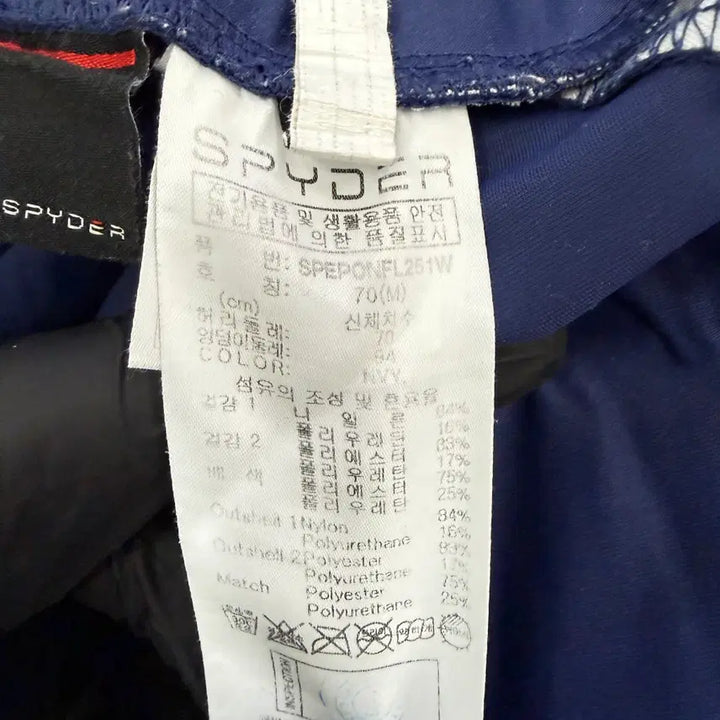 SPYDER
SPYDER
전기용품 및 생활용품 안전
관리법에 의한 품질표시
품 번: SPEPONFL251W
호 칭: 70(M)
(cm) 신체치수
허리둘레: 70
엉덩이둘레: 94
COLOR: NVY
섬유의 조성 및 혼용율
겉감 1 나 일 론 84%
폴리우레탄 16%
겉감 2 폴리에스터 83%
폴리우레탄 17%
배 색 폴리에스터 75%
폴리우레탄 25%
Outshell 1 Nylon 84%
Polyurethane 16%
Outshell 2 Polyester 83%
Polyurethane 17%
Match Polyester 75%
Polyurethane 25%
INSPECTION